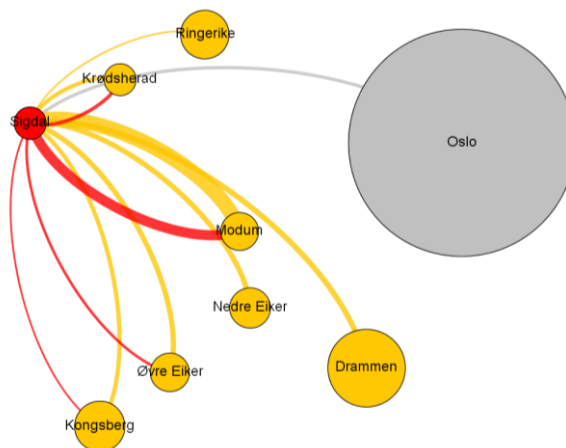 Ringerike
Krødsherad
Sigdal
Oslo
Modum
Nedre Eiker
Drammen
Øvre Eiker
Kongsberg